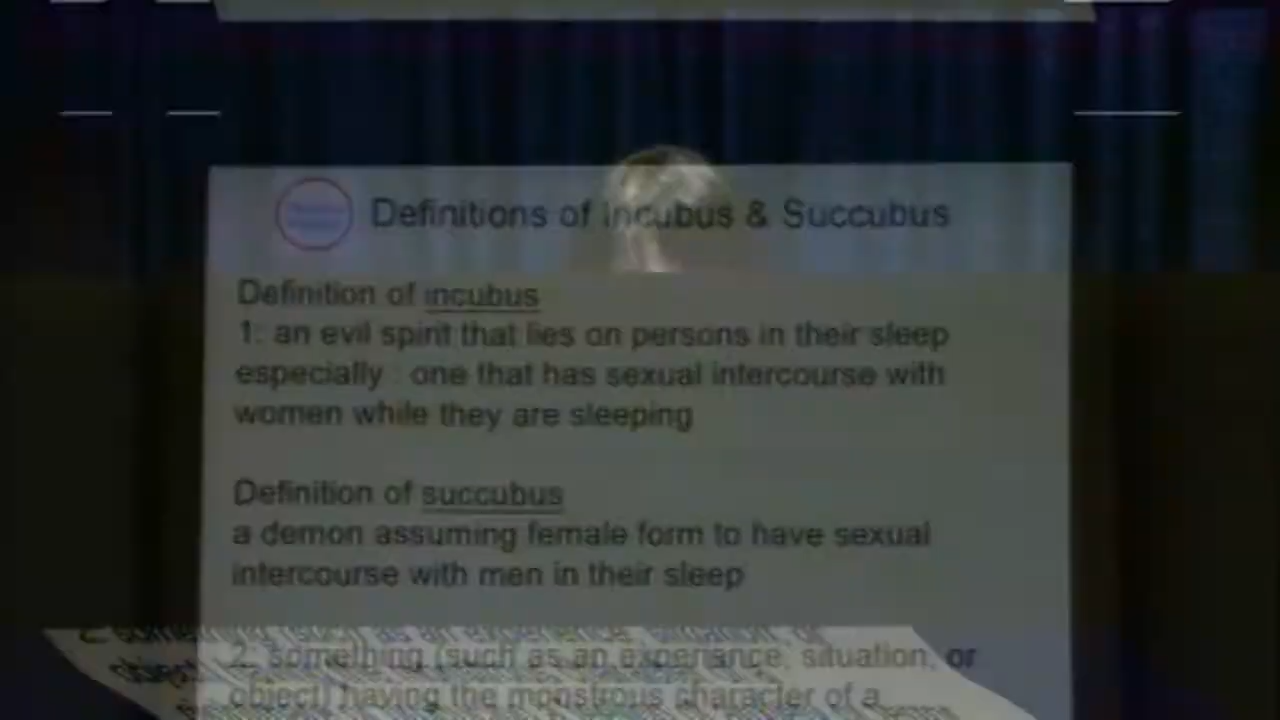 Definitions of Incubus & Succubus
Definition of incubus
1: an evil spirit that lies on persons in their sleep
especially : one that has sexual intercourse with
women while they are sleeping
Definition of succubus
a demon assuming female form to have sexual
intercourse with men in their sleep
2. something (such as an experience, situation, or
object) having the monstrous character of a